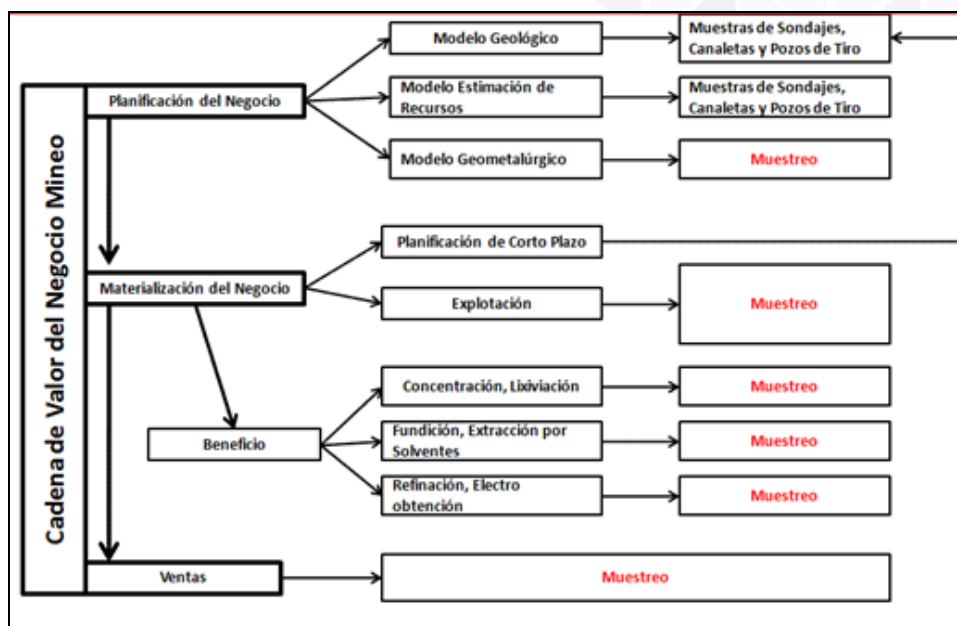 Cadena de Valor del Negocio Mineo
Planificación del Negocio
Modelo Geológico
Muestras de Sondajes,
Canaletas y Pozos de Tiro
Modelo Estimación de
Recursos
Muestras de Sondajes,
Canaletas y Pozos de Tiro
Modelo Geometalúrgico
Muestreo
Materialización del Negocio
Planificación de Corto Plazo
Explotación
Muestreo
Beneficio
Concentración, Lixiviación
Muestreo
Fundición, Extracción por
Solventes
Muestreo
Refinación, Electro
obtención
Muestreo
Ventas
Muestreo